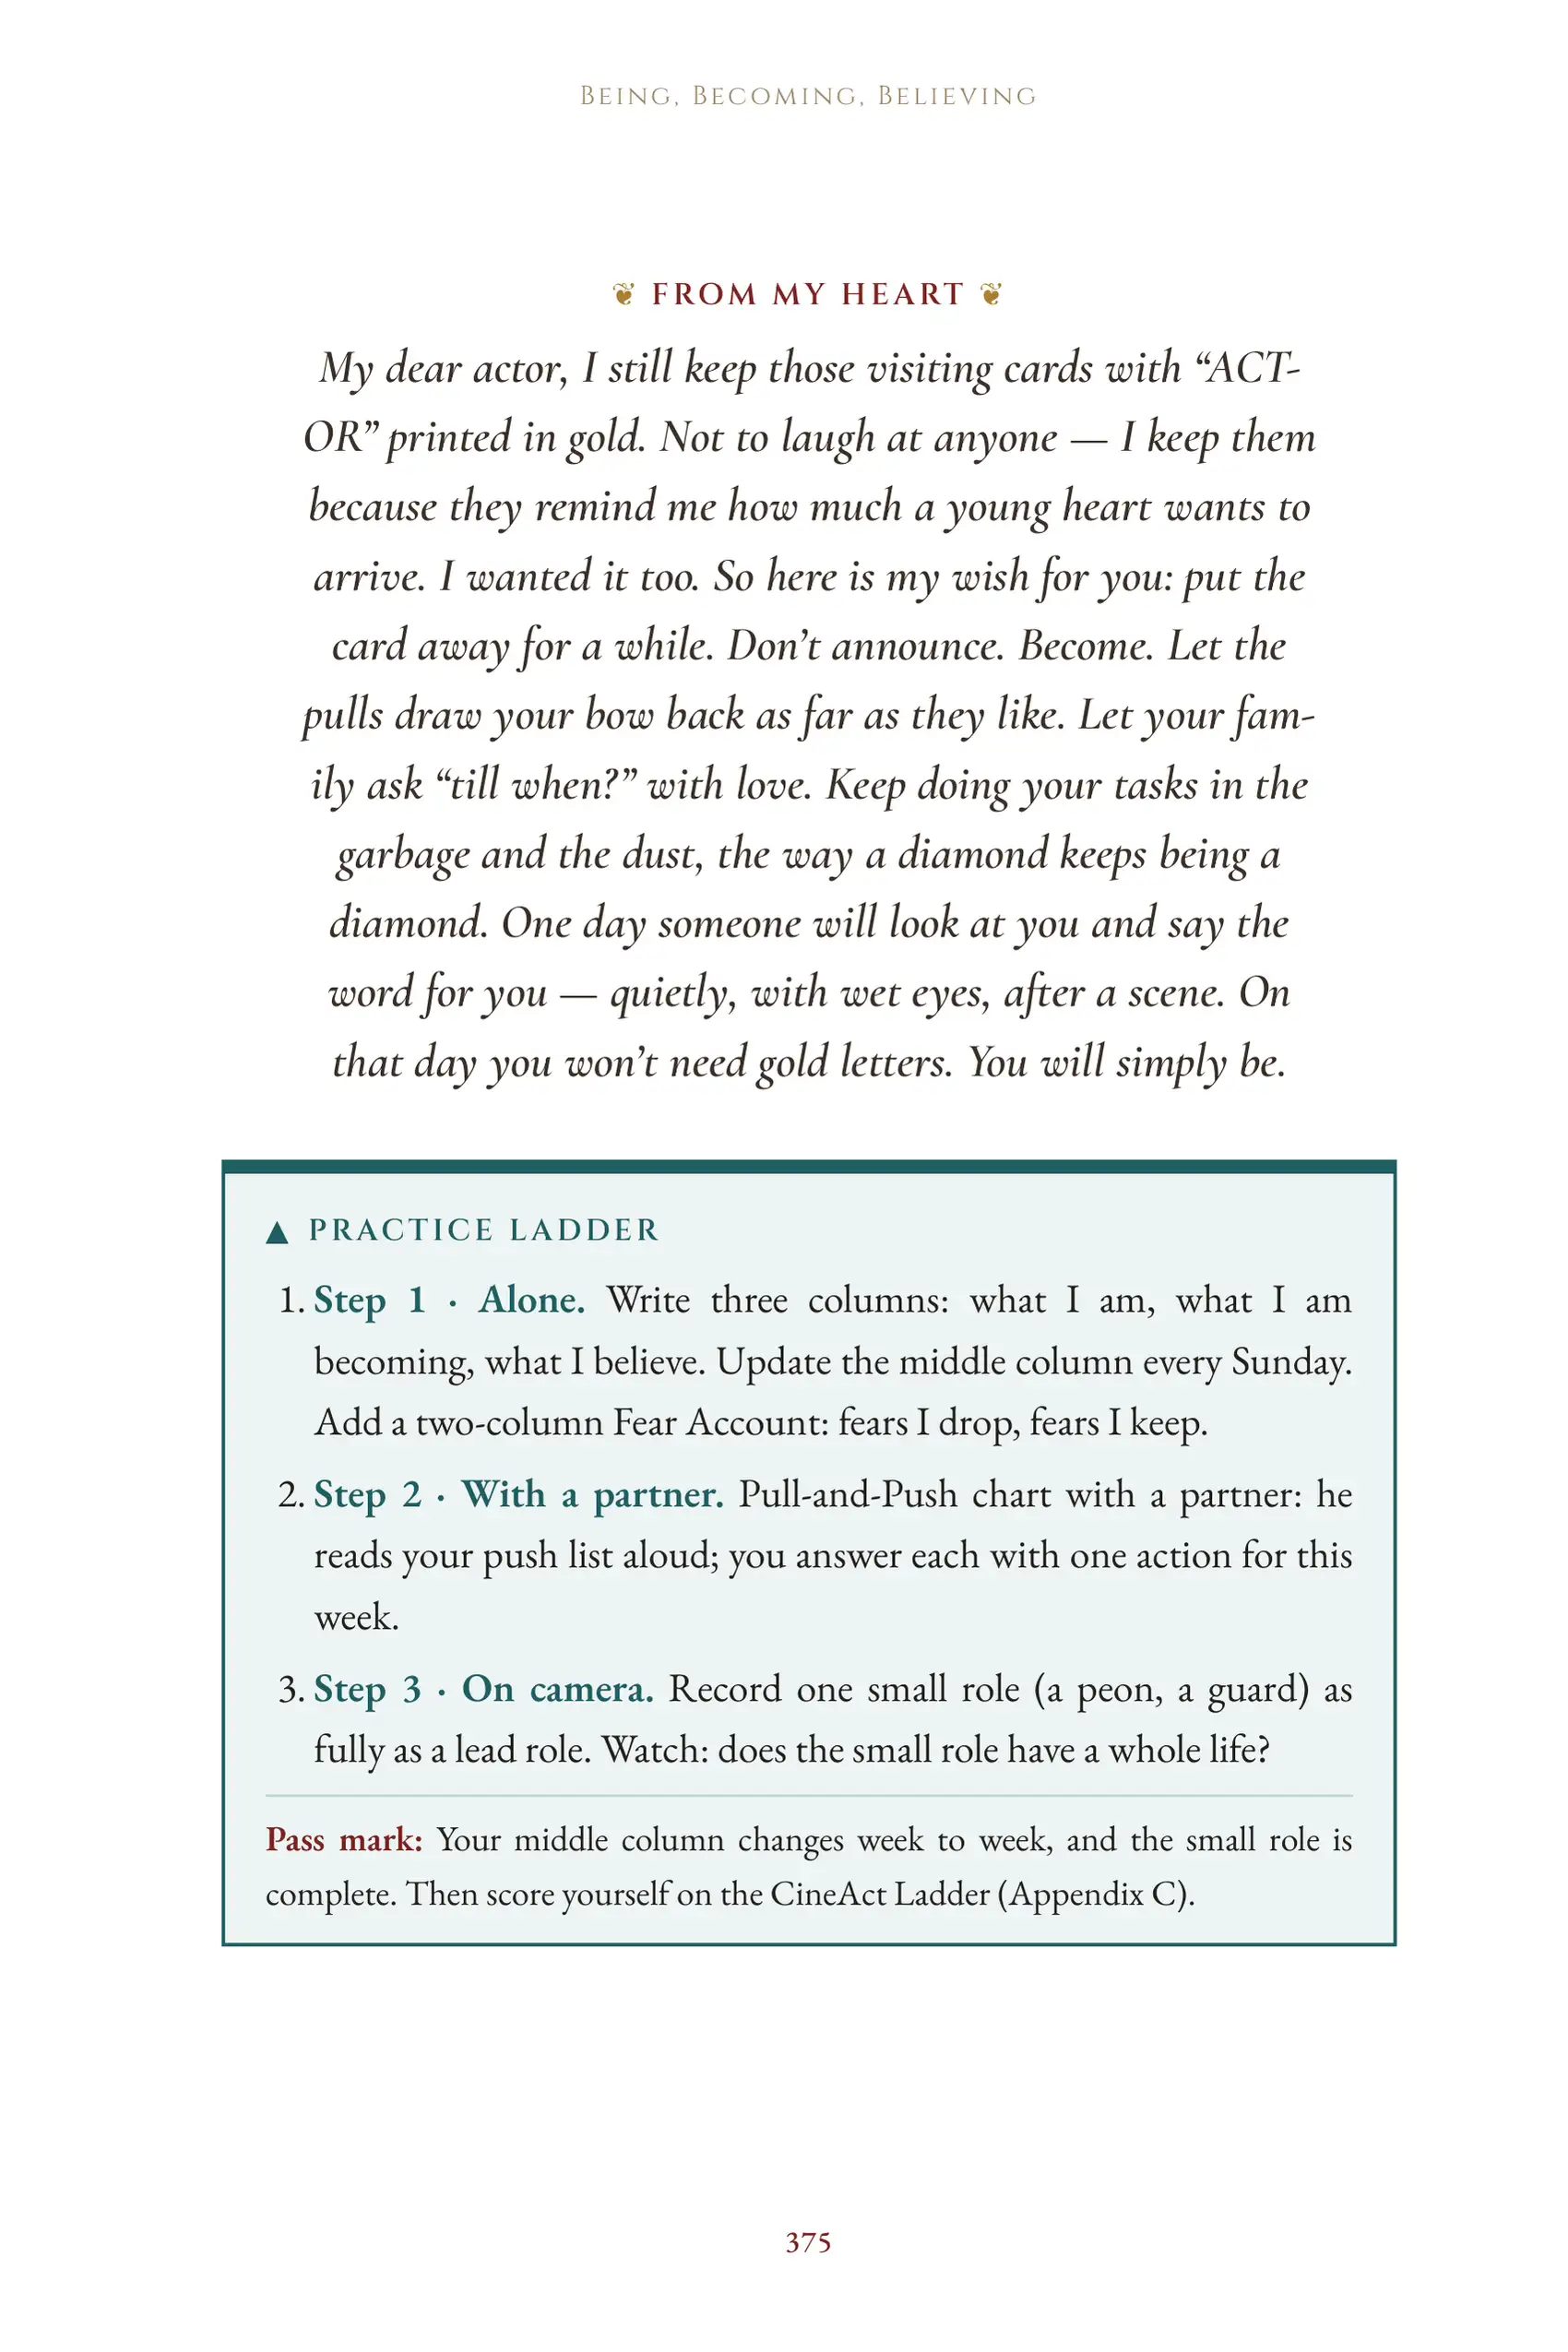 Being, Becoming, Believing
❦ FROM MY HEART ❦
My dear actor, I still keep those visiting cards with “ACT-
OR” printed in gold. Not to laugh at anyone — I keep them
because they remind me how much a young heart wants to
arrive. I wanted it too. So here is my wish for you: put the
card away for a while. Don’t announce. Become. Let the
pulls draw your bow back as far as they like. Let your fam-
ily ask “till when?” with love. Keep doing your tasks in the
garbage and the dust, the way a diamond keeps being a
diamond. One day someone will look at you and say the
word for you — quietly, with wet eyes, after a scene. On
that day you won’t need gold letters. You will simply be.
▲ PRACTICE LADDER
1. Step 1 · Alone. Write three columns: what I am, what I am
becoming, what I believe. Update the middle column every Sunday.
Add a two-column Fear Account: fears I drop, fears I keep.
2. Step 2 · With a partner. Pull-and-Push chart with a partner: he
reads your push list aloud; you answer each with one action for this
week.
3. Step 3 · On camera. Record one small role (a peon, a guard) as
fully as a lead role. Watch: does the small role have a whole life?
Pass mark: Your middle column changes week to week, and the small role is
complete. Then score yourself on the CineAct Ladder (Appendix C).
375